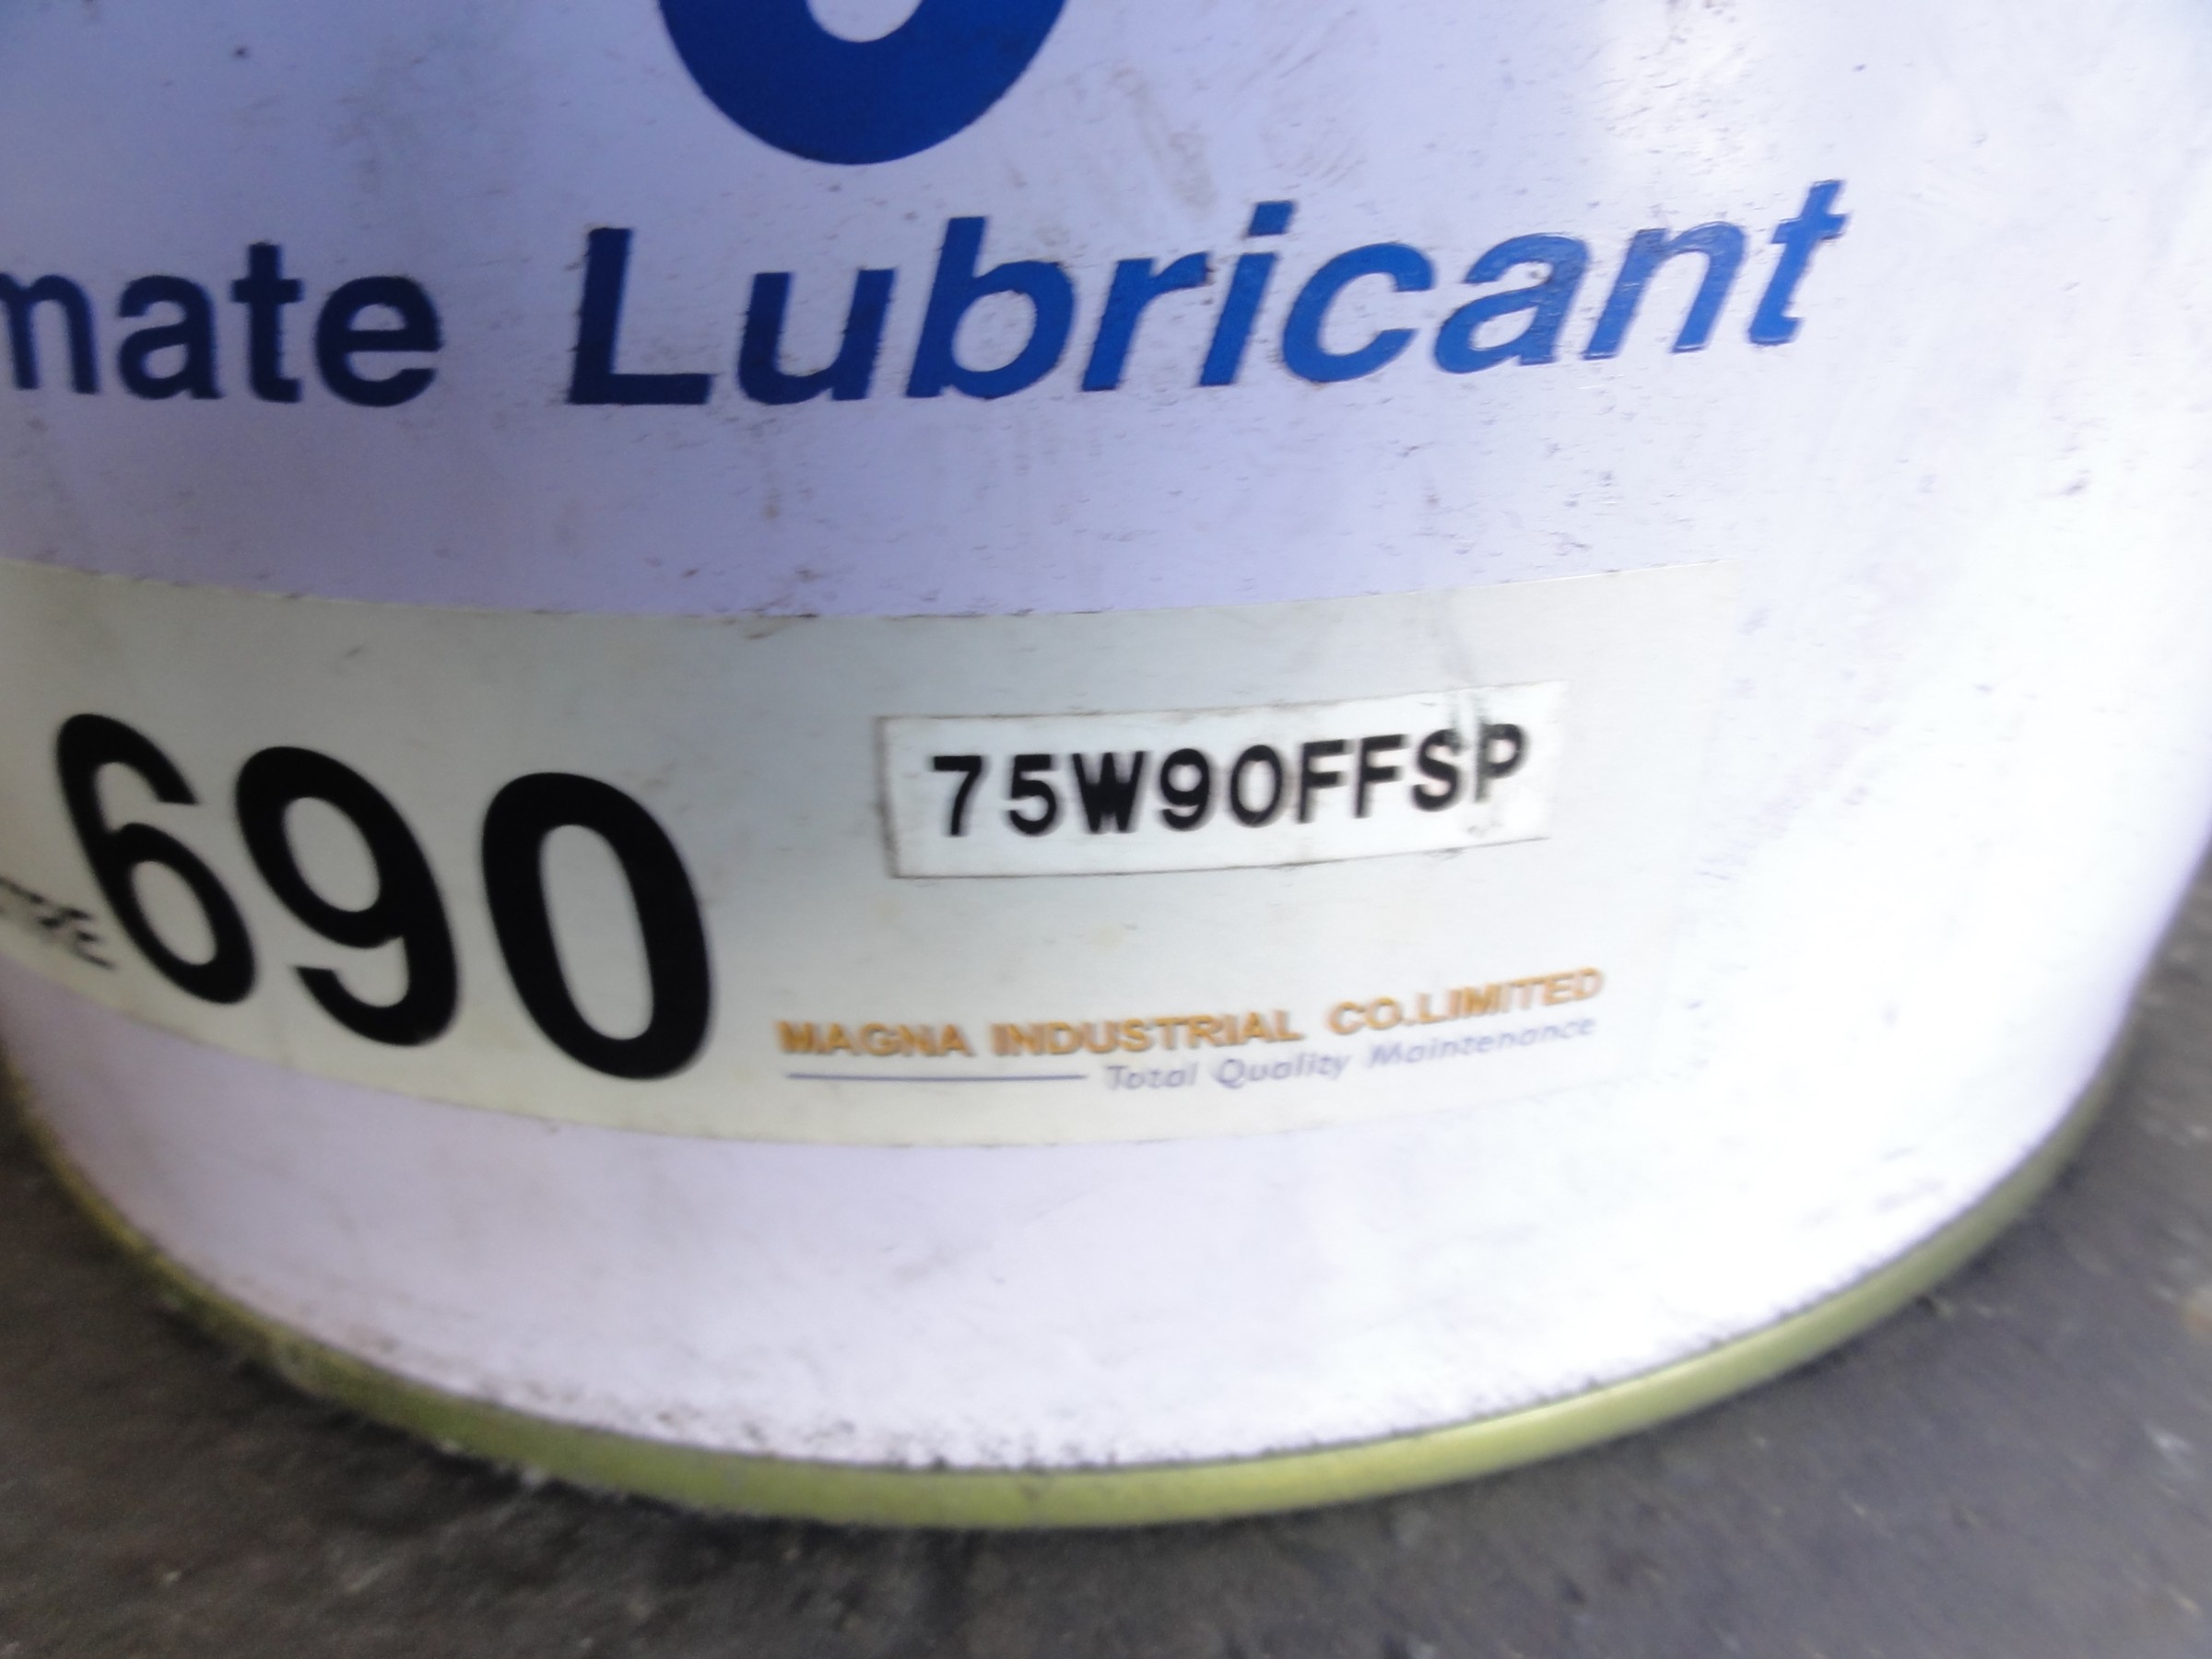 mate Lubricant
690
75W90FFSP
MAGNA INDUSTRIAL CO.LIMITED
Total Quality Maintenance